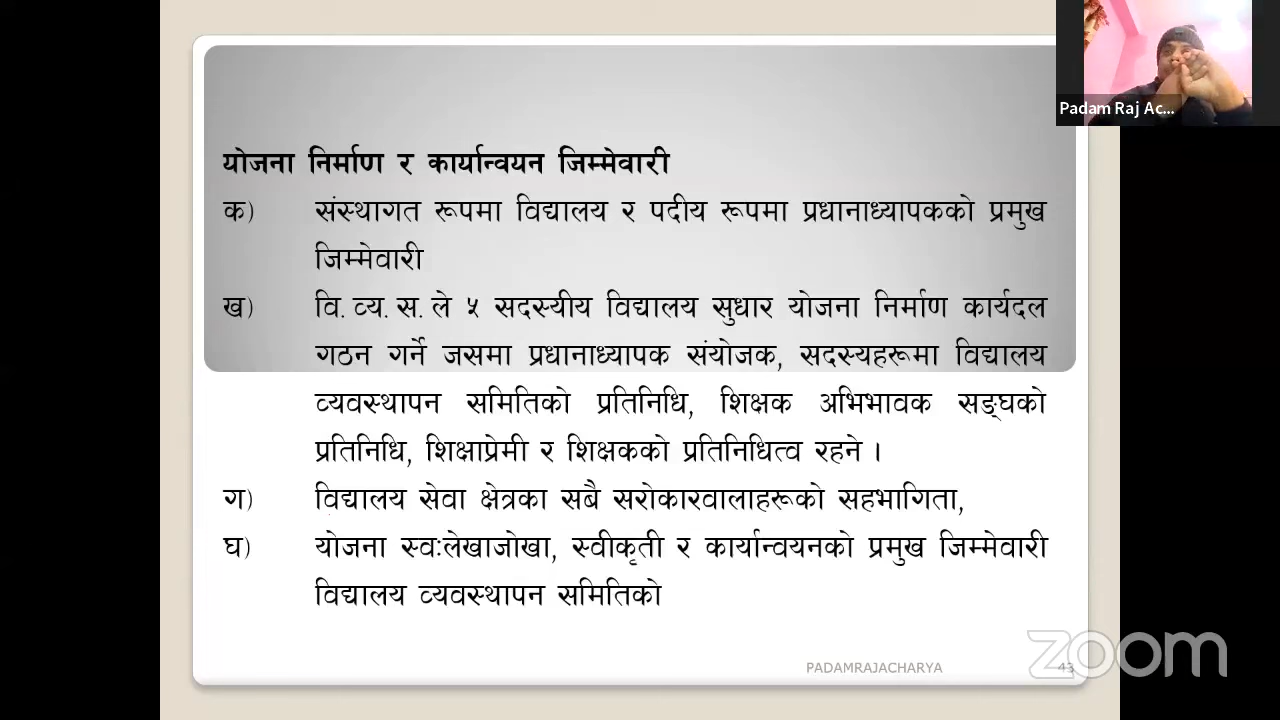 Padam Raj Ac...
योजना निर्माण र कार्यान्वयन जिम्मेवारी
क) संस्थागत रूपमा विद्यालय र पदीय रूपमा प्रधानाध्यापकको प्रमुख
जिम्मेवारी
ख) वि. व्य. स. ले ५ सदस्यीय विद्यालय सुधार योजना निर्माण कार्यदल
गठन गर्ने जसमा प्रधानाध्यापक संयोजक, सदस्यहरूमा विद्यालय
व्यवस्थापन समितिको प्रतिनिधि, शिक्षक अभिभावक सङ्घको
प्रतिनिधि, शिक्षाप्रेमी र शिक्षकको प्रतिनिधित्व रहने ।
ग) विद्यालय सेवा क्षेत्रका सबै सरोकारवालाहरूको सहभागिता,
घ) योजना स्व:लेखाजोखा, स्वीकृती र कार्यान्वयनको प्रमुख जिम्मेवारी
विद्यालय व्यवस्थापन समितिको
PADAMRAJACHARYA 43
zoom